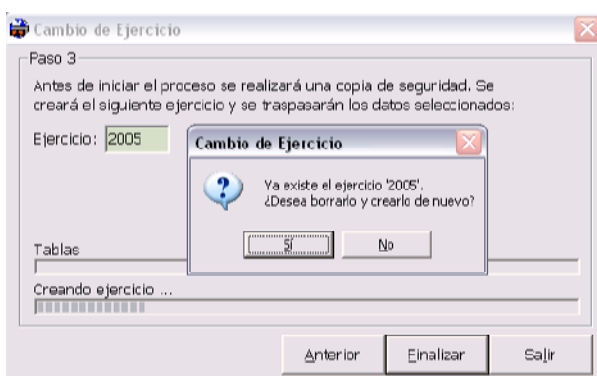 Cambio de Ejercicio
Paso 3
Antes de iniciar el proceso se realizará una copia de seguridad. Se
creará el siguiente ejercicio y se traspasarán los datos seleccionados:
Ejercicio: 2005
Cambio de Ejercicio
Ya existe el ejercicio '2005'.
¿Desea borrarlo y crearlo de nuevo?
Sí No
Tablas
Creando ejercicio ...
Anterior Finalizar Salir